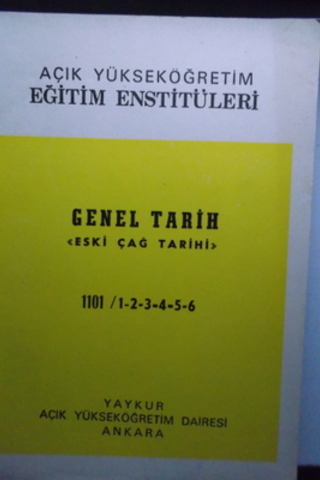 AÇIK YÜKSEKÖĞRETİM
EĞİTİM ENSTİTÜLERİ
GENEL TARİH
«ESKİ ÇAĞ TARİHİ»
1101 /1-2-3-4-5-6
YAYKUR
AÇIK YÜKSEKÖĞRETİM DAİRESİ
ANKARA